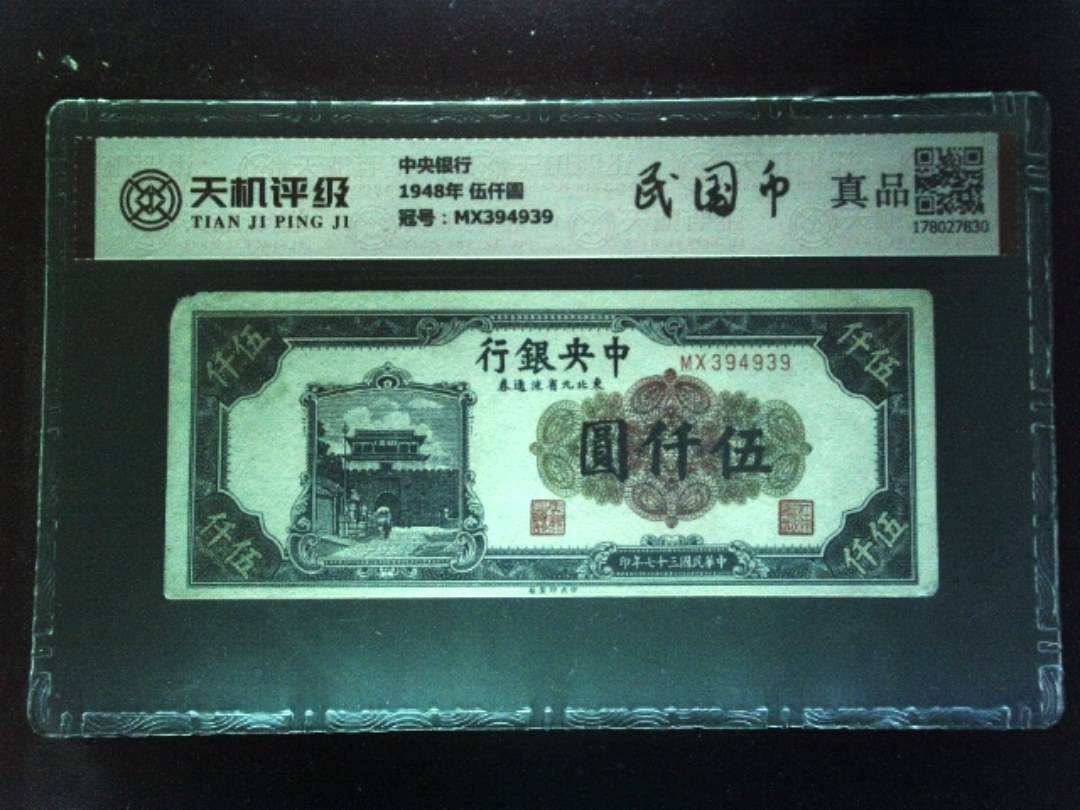 天机评级
TIAN JI PING JI
中央银行
1948年 伍仟圓
冠号：MX394939
民国币
真品
178027830
中央銀行
MX394939
東北九省流通券
伍仟
伍仟
伍仟圓
伍仟
伍仟
中華民國三十七年印